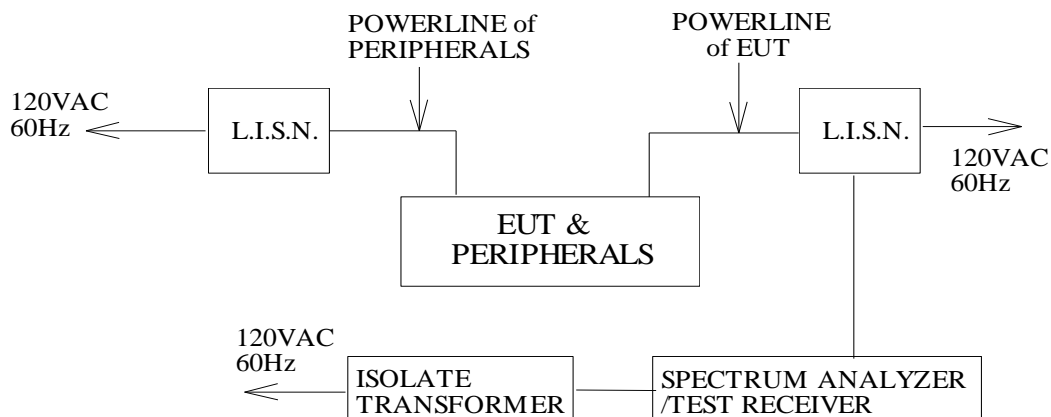 POWERLINE of
PERIPHERALS
POWERLINE
of EUT
120VAC
60Hz
L.I.S.N.
L.I.S.N.
120VAC
60Hz
EUT &
PERIPHERALS
120VAC
60Hz
ISOLATE
TRANSFORMER
SPECTRUM ANALYZER
/TEST RECEIVER